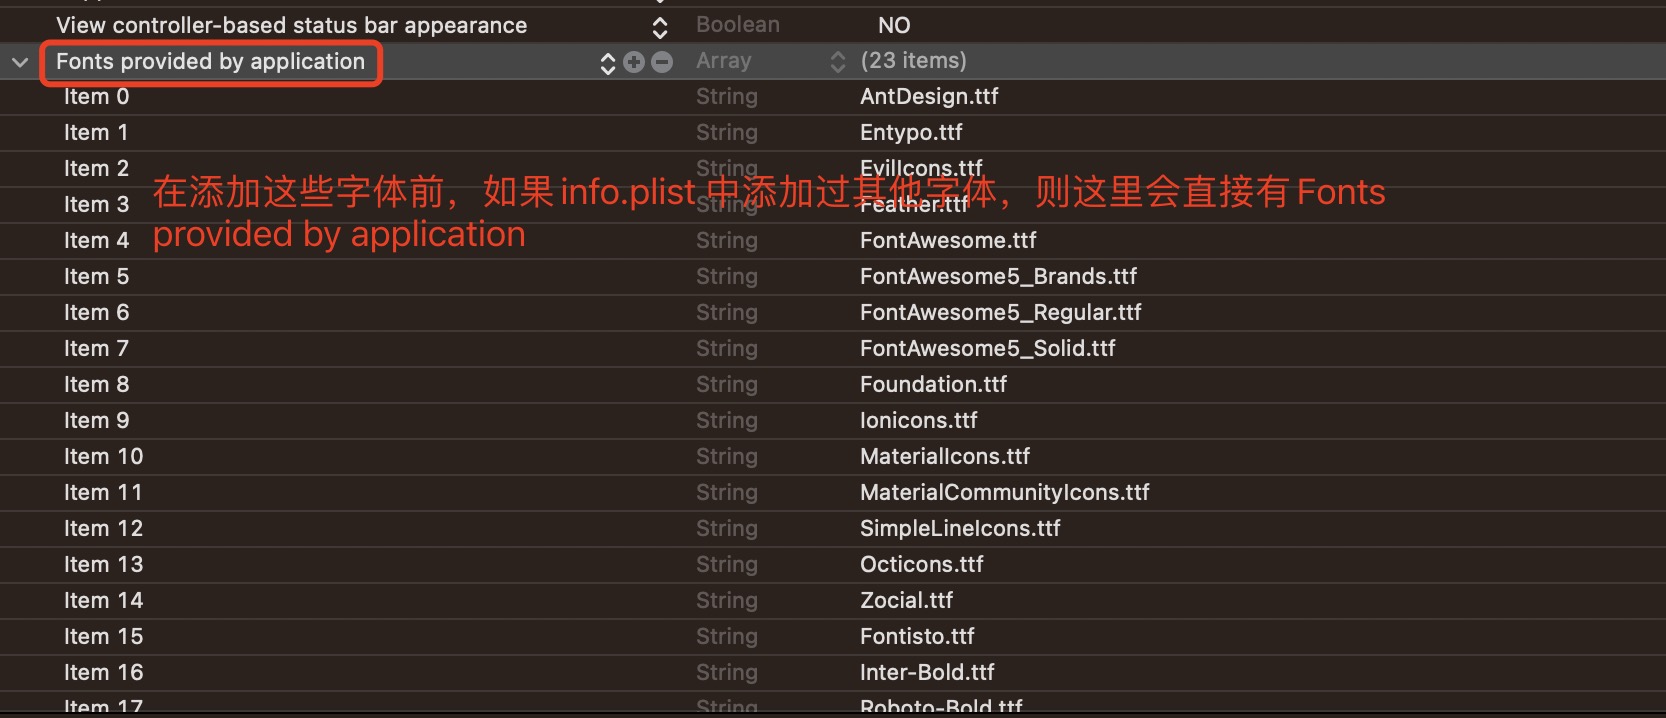 View controller-based status bar appearance Boolean NO
Fonts provided by application Array (23 items)
Item 0 String AntDesign.ttf
Item 1 String Entypo.ttf
Item 2 String EvilIcons.ttf
在添加这些字体前，如果info.plist 中添加过其他字体，则这里会直接有Fonts
Item 3 String Feather.ttf
provided by application
Item 4 String FontAwesome.ttf
Item 5 String FontAwesome5_Brands.ttf
Item 6 String FontAwesome5_Regular.ttf
Item 7 String FontAwesome5_Solid.ttf
Item 8 String Foundation.ttf
Item 9 String Ionicons.ttf
Item 10 String MaterialIcons.ttf
Item 11 String MaterialCommunityIcons.ttf
Item 12 String SimpleLineIcons.ttf
Item 13 String Octicons.ttf
Item 14 String Zocial.ttf
Item 15 String Fontisto.ttf
Item 16 String Inter-Bold.ttf
Item 17 String Roboto-Bold.ttf